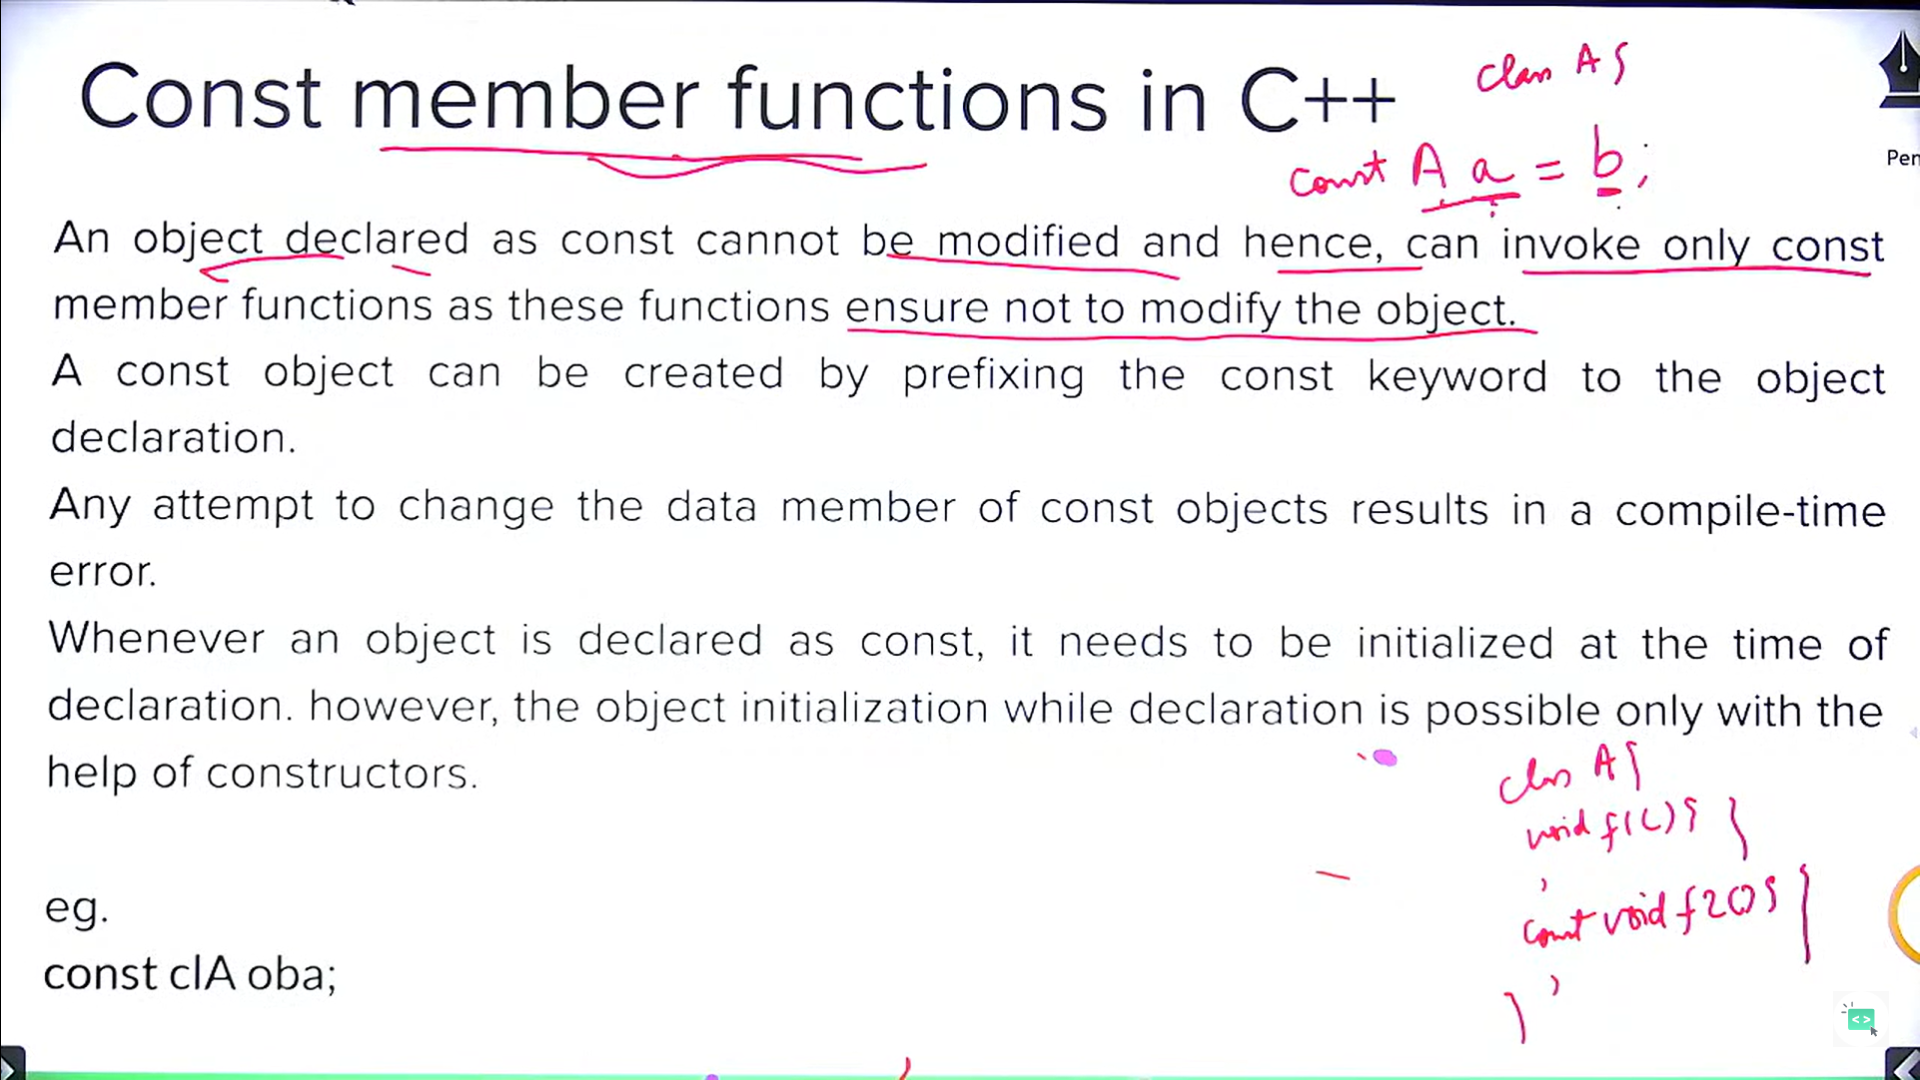 Const member functions in C++
class A {
const A a = b;
Pen
An object declared as const cannot be modified and hence, can invoke only const
member functions as these functions ensure not to modify the object.
A const object can be created by prefixing the const keyword to the object
declaration.
Any attempt to change the data member of const objects results in a compile-time
error.
Whenever an object is declared as const, it needs to be initialized at the time of
declaration. however, the object initialization while declaration is possible only with the
help of constructors.
class A {
void f1() { }
const void f2() { }
}
eg.
const clA oba;
<>